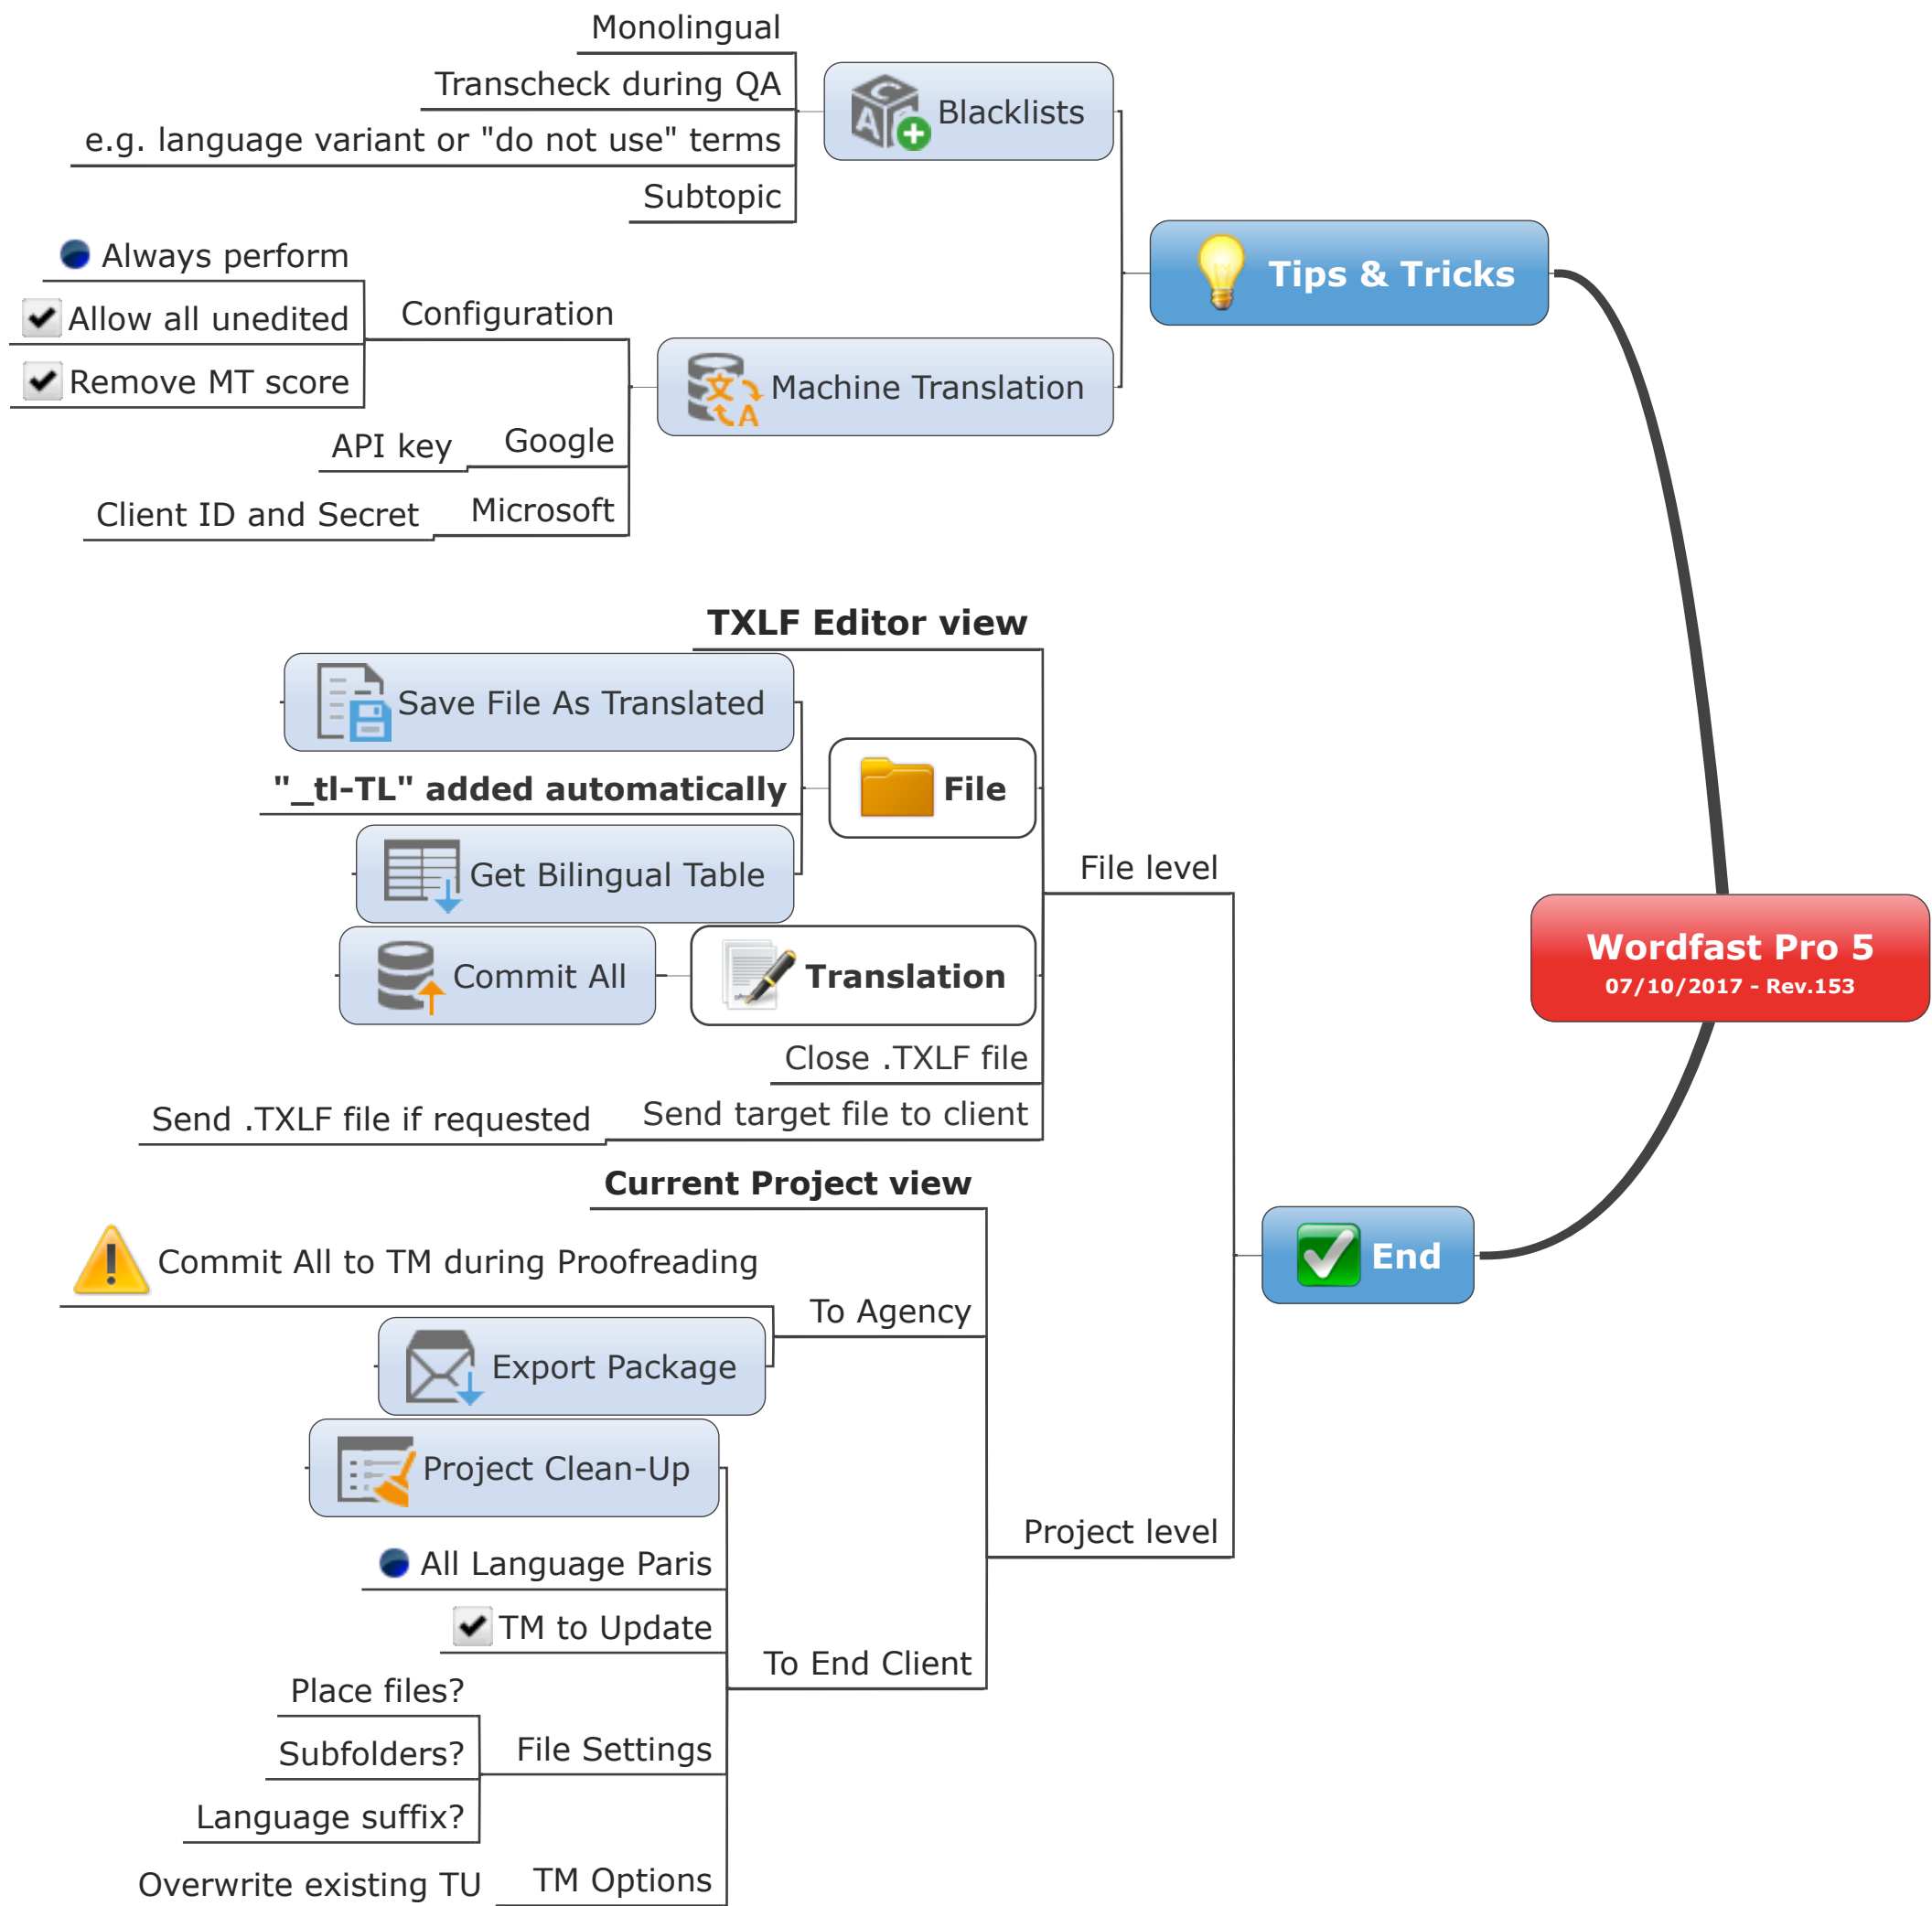 Monolingual
Transcheck during QA
e.g. language variant or "do not use" terms
Subtopic
Blacklists
Always perform
Allow all unedited
Remove MT score
Configuration
API key
Google
Client ID and Secret
Microsoft
Machine Translation
Tips & Tricks
TXLF Editor view
Save File As Translated
"_tl-TL" added automatically
Get Bilingual Table
File
Commit All
Translation
Close .TXLF file
Send .TXLF file if requested
Send target file to client
File level
Wordfast Pro 5
07/10/2017 - Rev.153
Current Project view
Commit All to TM during Proofreading
Export Package
To Agency
Project Clean-Up
All Language Paris
TM to Update
Place files?
Subfolders?
Language suffix?
File Settings
Overwrite existing TU
TM Options
To End Client
Project level
End